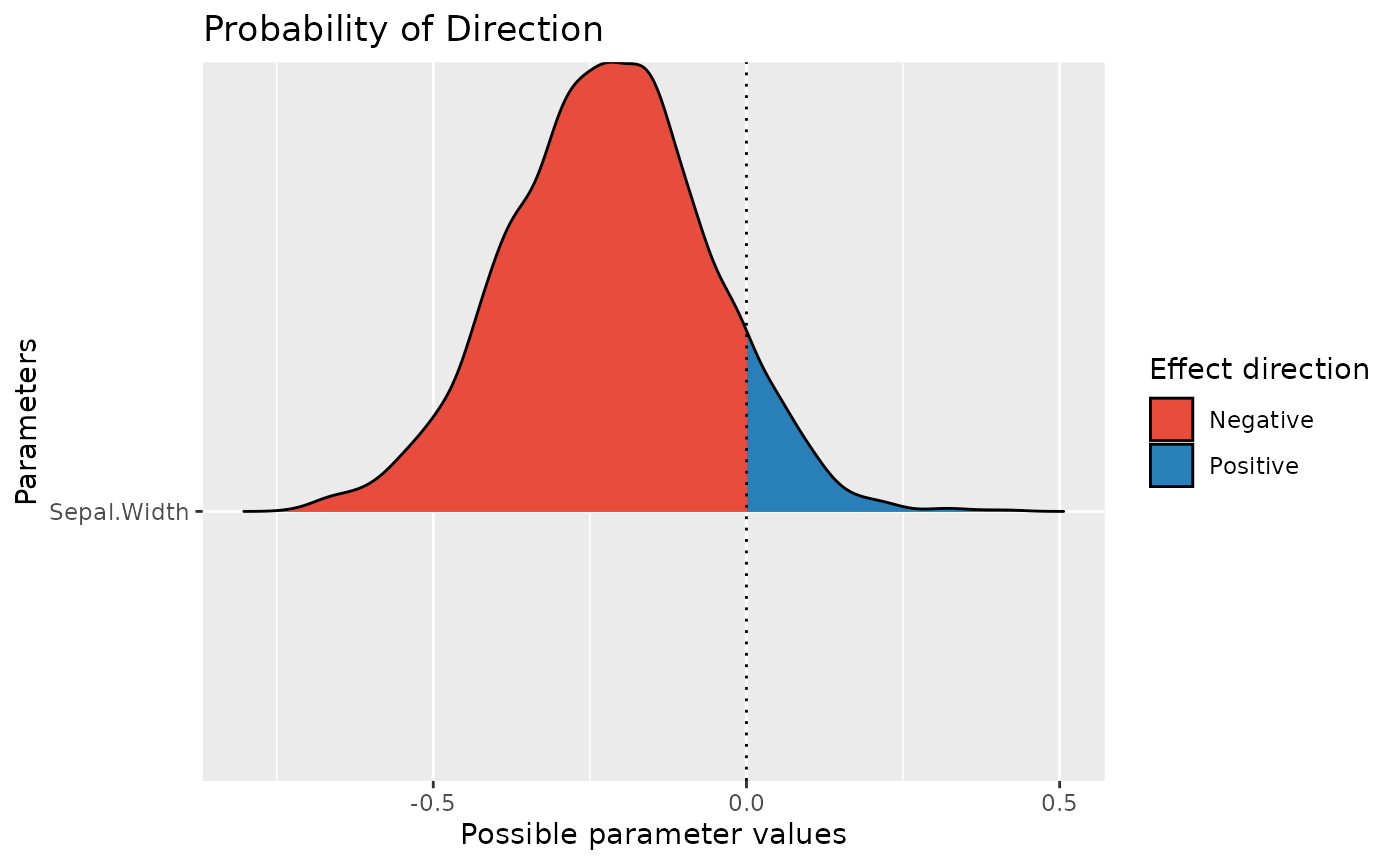 Probability of Direction
Parameters
Sepal.Width
-0.5
0.0
0.5
Possible parameter values
Effect direction
Negative
Positive